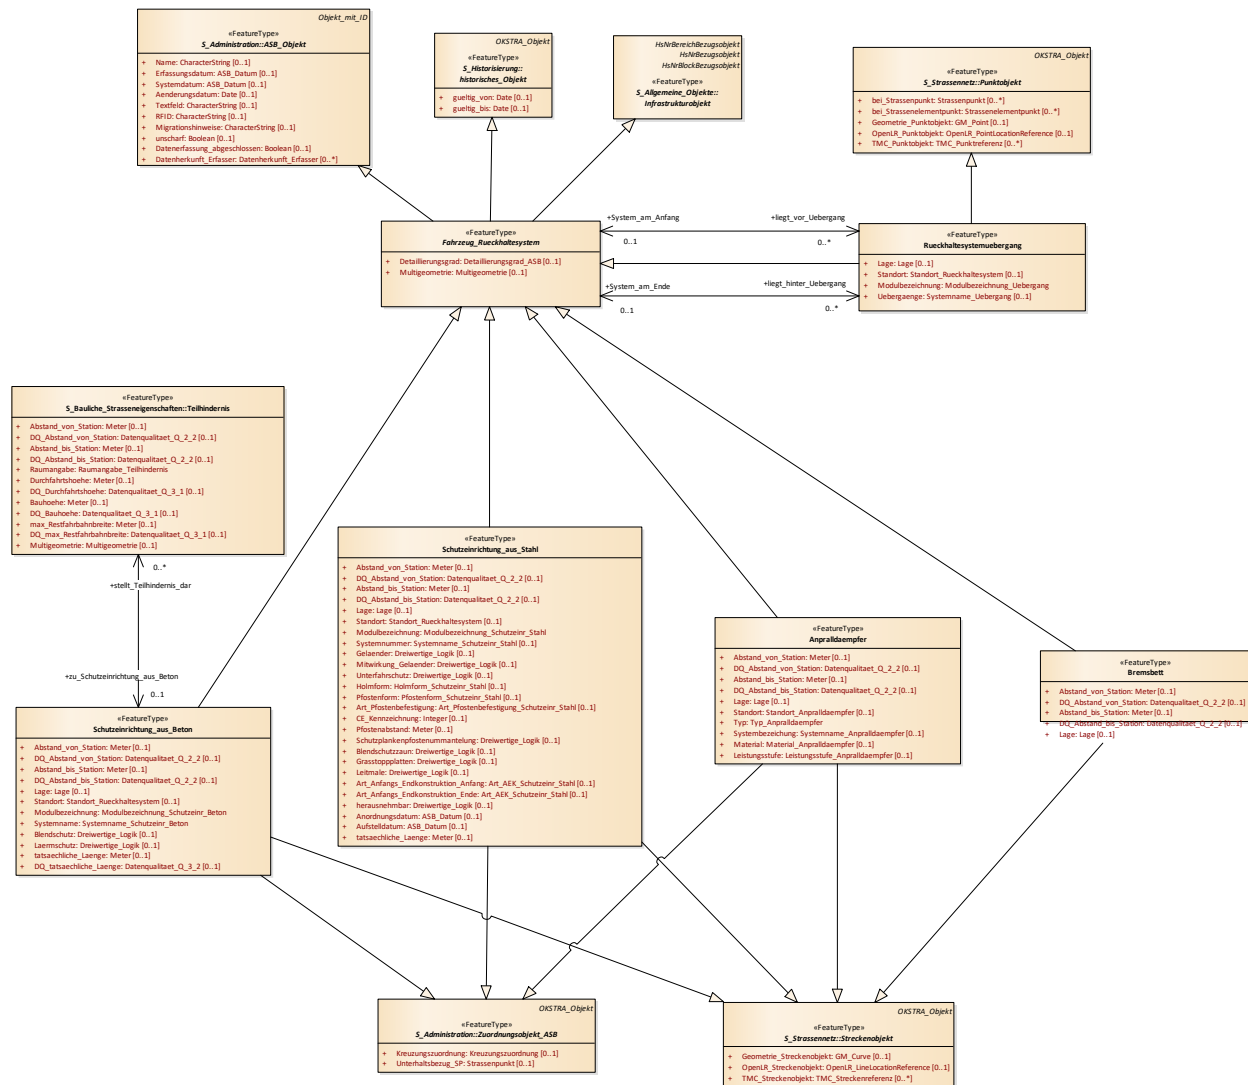 Objekt_mit_ID
«FeatureType»
S_Administration::ASB_Objekt
+ Name: CharacterString [0..1]
+ Erfassungsdatum: ASB_Datum [0..1]
+ Systemdatum: ASB_Datum [0..1]
+ Aenderungsdatum: Date [0..1]
+ Textfeld: CharacterString [0..1]
+ RFID: CharacterString [0..1]
+ Migrationshinweise: CharacterString [0..1]
+ unscharf: Boolean [0..1]
+ Datenerfassung_abgeschlossen: Boolean [0..1]
+ Datenherkunft_Erfasser: Datenherkunft_Erfasser [0..*]
OKSTRA_Objekt
«FeatureType»
S_Historisierung::
historisches_Objekt
+ gueltig_von: Date [0..1]
+ gueltig_bis: Date [0..1]
HsNrBereichBezugsobjekt
HsNrBezugsobjekt
HsNrBlockBezugsobjekt
«FeatureType»
S_Allgemeine_Objekte::
Infrastrukturobjekt
OKSTRA_Objekt
«FeatureType»
S_Strassennetz::Punktobjekt
+ bei_Strassenpunkt: Strassenpunkt [0..*]
+ bei_Strassenelementpunkt: Strassenelementpunkt [0..*]
+ Geometrie_Punktobjekt: GM_Point [0..1]
+ OpenLR_Punktobjekt: OpenLR_PointLocationReference [0..1]
+ TMC_Punktobjekt: TMC_Punktreferenz [0..*]
«FeatureType»
Fahrzeug_Rueckhaltesystem
+ Detaillierungsgrad: Detaillierungsgrad_ASB [0..1]
+ Multigeometrie: Multigeometrie [0..1]
+System_am_Anfang
0..1
+liegt_vor_Uebergang
0..*
+System_am_Ende
0..1
+liegt_hinter_Uebergang
0..*
«FeatureType»
Rueckhaltesystemuebergang
+ Lage: Lage [0..1]
+ Standort: Standort_Rueckhaltesystem [0..1]
+ Modulbezeichnung: Modulbezeichnung_Uebergang
+ Uebergaenge: Systemname_Uebergang [0..1]
«FeatureType»
S_Bauliche_Strasseneigenschaften::Teilhindernis
+ Abstand_von_Station: Meter [0..1]
+ DQ_Abstand_von_Station: Datenqualitaet_Q_2_2 [0..1]
+ Abstand_bis_Station: Meter [0..1]
+ DQ_Abstand_bis_Station: Datenqualitaet_Q_2_2 [0..1]
+ Raumangabe: Raumangabe_Teilhindernis
+ Durchfahrtshoehe: Meter [0..1]
+ DQ_Durchfahrtshoehe: Datenqualitaet_Q_3_1 [0..1]
+ Bauhoehe: Meter [0..1]
+ DQ_Bauhoehe: Datenqualitaet_Q_3_1 [0..1]
+ max_Restfahrbahnbreite: Meter [0..1]
+ DQ_max_Restfahrbahnbreite: Datenqualitaet_Q_3_1 [0..1]
+ Multigeometrie: Multigeometrie [0..1]
0..*
+stellt_Teilhindernis_dar
+zu_Schutzeinrichtung_aus_Beton
0..1
«FeatureType»
Schutzeinrichtung_aus_Beton
+ Abstand_von_Station: Meter [0..1]
+ DQ_Abstand_von_Station: Datenqualitaet_Q_2_2 [0..1]
+ Abstand_bis_Station: Meter [0..1]
+ DQ_Abstand_bis_Station: Datenqualitaet_Q_2_2 [0..1]
+ Lage: Lage [0..1]
+ Standort: Standort_Rueckhaltesystem [0..1]
+ Modulbezeichnung: Modulbezeichnung_Schutzeinr_Beton
+ Systemname: Systemname_Schutzeinr_Beton
+ Blendschutz: Dreiwertige_Logik [0..1]
+ Laermschutz: Dreiwertige_Logik [0..1]
+ tatsaechliche_Laenge: Meter [0..1]
+ DQ_tatsaechliche_Laenge: Datenqualitaet_Q_3_2 [0..1]
«FeatureType»
Schutzeinrichtung_aus_Stahl
+ Abstand_von_Station: Meter [0..1]
+ DQ_Abstand_von_Station: Datenqualitaet_Q_2_2 [0..1]
+ Abstand_bis_Station: Meter [0..1]
+ DQ_Abstand_bis_Station: Datenqualitaet_Q_2_2 [0..1]
+ Lage: Lage [0..1]
+ Standort: Standort_Rueckhaltesystem [0..1]
+ Modulbezeichnung: Modulbezeichnung_Schutzeinr_Stahl
+ Systemnummer: Systemname_Schutzeinr_Stahl [0..1]
+ Gelaender: Dreiwertige_Logik [0..1]
+ Mitwirkung_Gelaender: Dreiwertige_Logik [0..1]
+ Unterfahrschutz: Dreiwertige_Logik [0..1]
+ Holmform: Holmform_Schutzeinr_Stahl [0..1]
+ Pfostenform: Pfostenform_Schutzeinr_Stahl [0..1]
+ Art_Pfostenbefestigung: Art_Pfostenbefestigung_Schutzeinr_Stahl [0..1]
+ CE_Kennzeichnung: Integer [0..1]
+ Pfostenabstand: Meter [0..1]
+ Schutzplankenpfostenummantelung: Dreiwertige_Logik [0..1]
+ Blendschutzzaun: Dreiwertige_Logik [0..1]
+ Grasstoppplatten: Dreiwertige_Logik [0..1]
+ Leitmale: Dreiwertige_Logik [0..1]
+ Art_Anfangs_Endkonstruktion_Anfang: Art_AEK_Schutzeinr_Stahl [0..1]
+ Art_Anfangs_Endkonstruktion_Ende: Art_AEK_Schutzeinr_Stahl [0..1]
+ herausnehmbar: Dreiwertige_Logik [0..1]
+ Anordnungsdatum: ASB_Datum [0..1]
+ Aufstelldatum: ASB_Datum [0..1]
+ tatsaechliche_Laenge: Meter [0..1]
«FeatureType»
Anpralldaempfer
+ Abstand_von_Station: Meter [0..1]
+ DQ_Abstand_von_Station: Datenqualitaet_Q_2_2 [0..1]
+ Abstand_bis_Station: Meter [0..1]
+ DQ_Abstand_bis_Station: Datenqualitaet_Q_2_2 [0..1]
+ Lage: Lage [0..1]
+ Standort: Standort_Anpralldaempfer [0..1]
+ Typ: Typ_Anpralldaempfer
+ Systembezeichung: Systemname_Anpralldaempfer [0..1]
+ Material: Material_Anpralldaempfer [0..1]
+ Leistungsstufe: Leistungsstufe_Anpralldaempfer [0..1]
«FeatureType»
Bremsbett
+ Abstand_von_Station: Meter [0..1]
+ DQ_Abstand_von_Station: Datenqualitaet_Q_2_2 [0..1]
+ Abstand_bis_Station: Meter [0..1]
+ DQ_Abstand_bis_Station: Datenqualitaet_Q_2_2 [0..1]
+ Lage: Lage [0..1]
OKSTRA_Objekt
«FeatureType»
S_Administration::Zuordnungsobjekt_ASB
+ Kreuzungszuordnung: Kreuzungszuordnung [0..1]
+ Unterhaltsbezug_SP: Strassenpunkt [0..1]
OKSTRA_Objekt
«FeatureType»
S_Strassennetz::Streckenobjekt
+ Geometrie_Streckenobjekt: GM_Curve [0..1]
+ OpenLR_Streckenobjekt: OpenLR_LineLocationReference [0..1]
+ TMC_Streckenobjekt: TMC_Streckenreferenz [0..*]